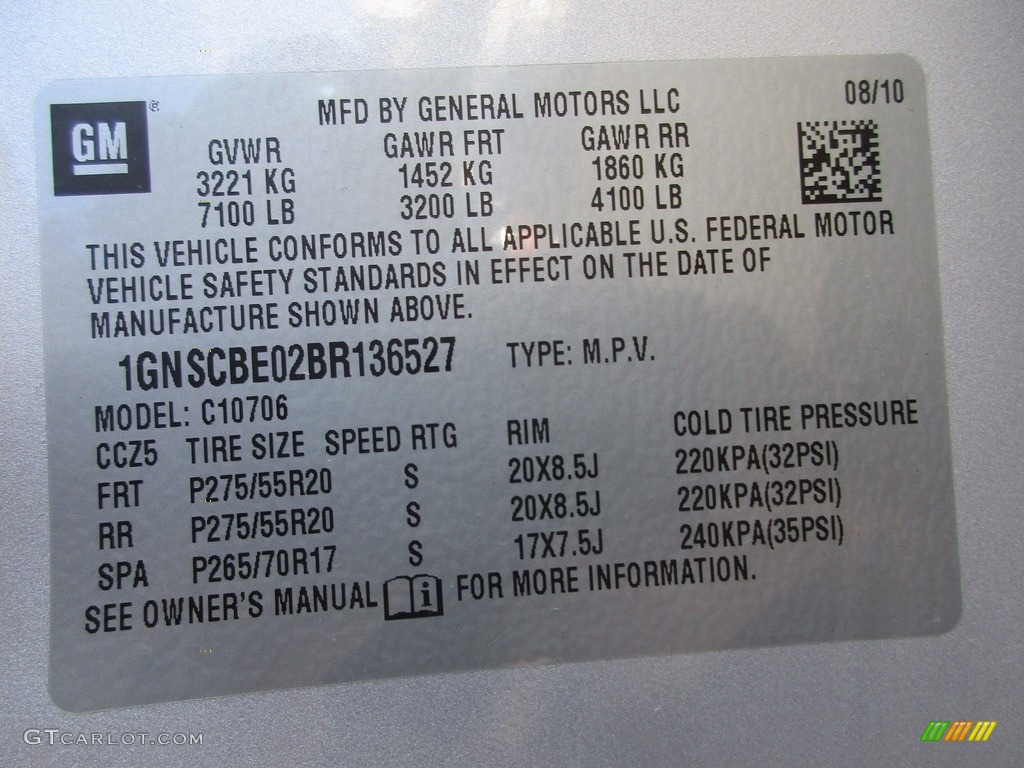 GM®
MFD BY GENERAL MOTORS LLC 08/10
GVWR GAWR FRT GAWR RR
3221 KG 1452 KG 1860 KG
7100 LB 3200 LB 4100 LB
THIS VEHICLE CONFORMS TO ALL APPLICABLE U.S. FEDERAL MOTOR
VEHICLE SAFETY STANDARDS IN EFFECT ON THE DATE OF
MANUFACTURE SHOWN ABOVE.
1GNSCBE02BR136527 TYPE: M.P.V.
MODEL: C10706
CCZ5 TIRE SIZE SPEED RTG RIM COLD TIRE PRESSURE
FRT P275/55R20 S 20X8.5J 220KPA(32PSI)
RR P275/55R20 S 20X8.5J 220KPA(32PSI)
SPA P265/70R17 S 17X7.5J 240KPA(35PSI)
SEE OWNER'S MANUAL i FOR MORE INFORMATION.
GTCARLOT.COM